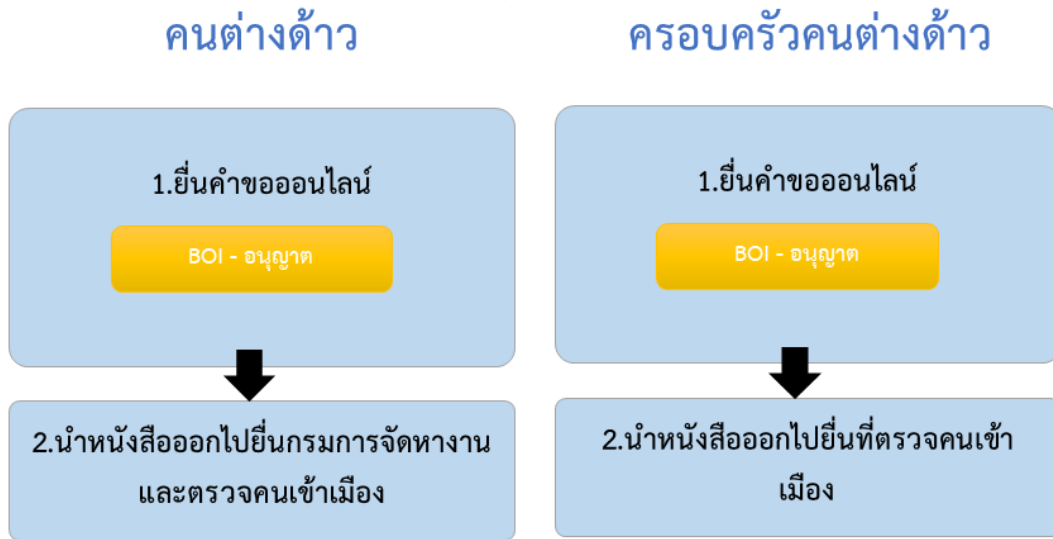 คนต่างด้าว
1.ยื่นคำขอออนไลน์
BOI - อนุญาต
2.นำหนังสือออกไปยื่นกรมการจัดหางาน
และตรวจคนเข้าเมือง
ครอบครัวคนต่างด้าว
1.ยื่นคำขอออนไลน์
BOI - อนุญาต
2.นำหนังสือออกไปยื่นที่ตรวจคนเข้า
เมือง